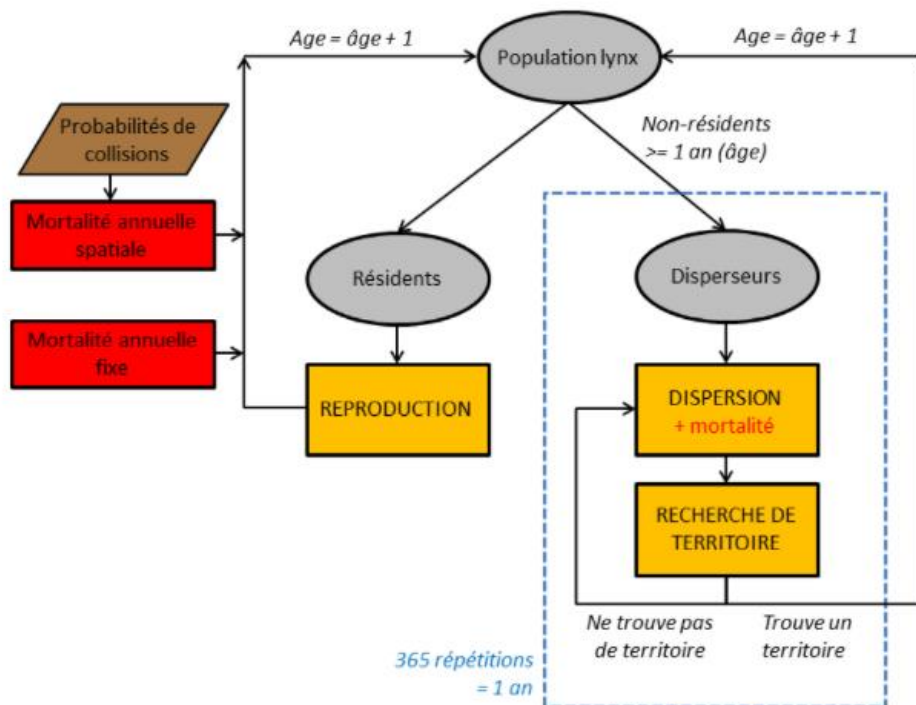 Age = âge + 1
Population lynx
Age = âge + 1
Probabilités de
collisions
Non-résidents
>= 1 an (âge)
Mortalité annuelle
spatiale
Résidents
Disperseurs
Mortalité annuelle
fixe
REPRODUCTION
DISPERSION
+ mortalité
RECHERCHE DE
TERRITOIRE
Ne trouve pas
de territoire
Trouve un
territoire
365 répétitions
= 1 an